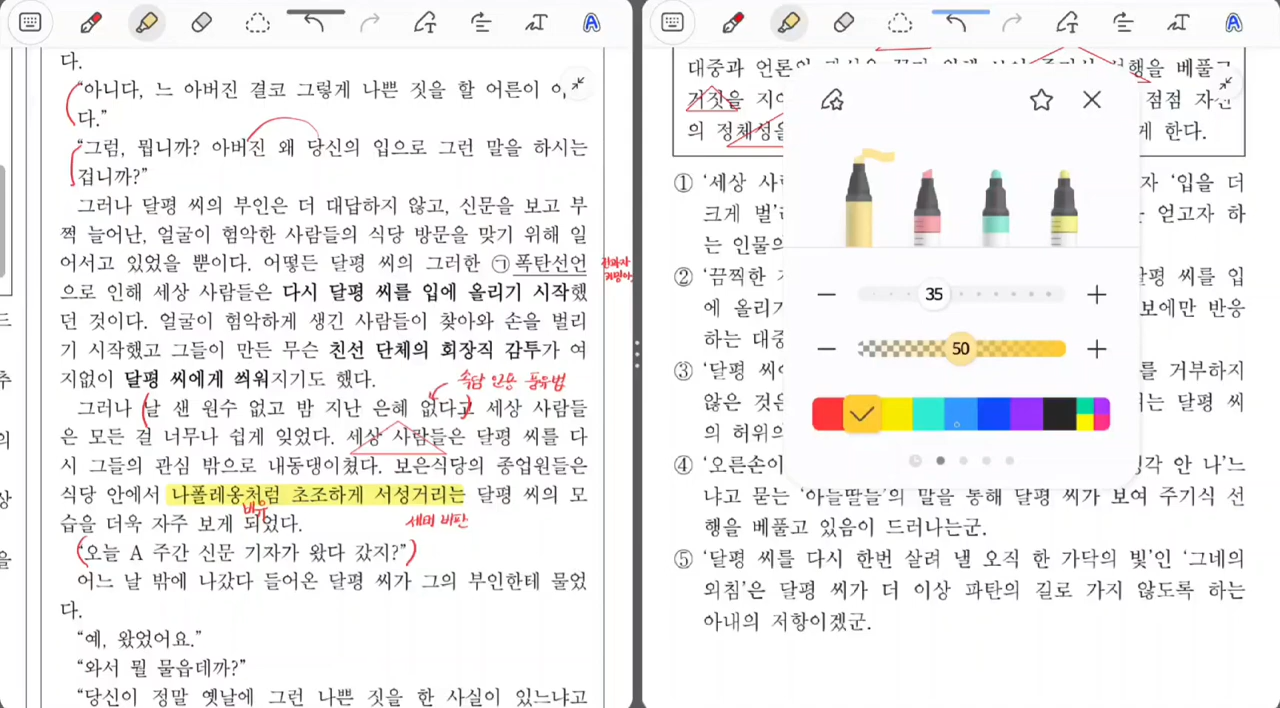 다.
“아니다, 느 아버진 결코 그렇게 나쁜 짓을 할 어른이
다.”
“그럼, 뭡니까? 아버진 왜 당신의 입으로 그런 말을 하시는
겁니까?”
그러나 달평 씨의 부인은 더 대답하지 않고, 신문을 보고 부
쩍 늘어난, 얼굴이 험악한 사람들의 식당 방문을 맞기 위해 일
어서고 있었을 뿐이다. 어떻든 달평 씨의 그러한 ㉠ 폭탄선언
으로 인해 세상 사람들은 다시 달평 씨를 입에 올리기 시작했
던 것이다. 얼굴이 험악하게 생긴 사람들이 찾아와 손을 벌리
기 시작했고 그들이 만든 무슨 친선 단체의 회장직 감투가 여
지없이 달평 씨에게 씌워지기도 했다.
속담 인용 풍유법
그러나 날 샌 원수 없고 밤 지난 은혜 없다고 세상 사람들
은 모든 걸 너무나 쉽게 잊었다. 세상 사람들은 달평 씨를 다
시 그들의 관심 밖으로 내동댕이쳤다. 보은식당의 종업원들은
식당 안에서 나폴레옹처럼 초조하게 서성거리는 달평 씨의 모
비유
습을 더욱 자주 보게 되었다.
세며 비판
“오늘 A 주간 신문 기자가 왔다 갔지?”
어느 날 밖에 나갔다 들어온 달평 씨가 그의 부인한테 물었
다.
“예, 왔었어요.”
“와서 뭘 물읍데까?”
“당신이 정말 옛날에 그런 나쁜 짓을 한 사실이 있느냐고
전과자
대중과 언론의
행을 베풀고
거짓을 지어
점점 자신
의 정체성을
게 한다.
① ‘세상 사
자 ‘입을 더
크게 벌’
얻고자 하
는 인물의
② ‘끔찍한
달평 씨를 입
에 올리기
보에만 반응
하는 대중
③ ‘달평 씨에
를 거부하지
않은 것은
는 달평 씨
의 허위의
④ ‘오른손이
각 안 나’느
냐고 묻는 ‘아들딸들’의 말을 통해 달평 씨가 보여 주기식 선
행을 베풀고 있음이 드러나는군.
⑤ ‘달평 씨를 다시 한번 살려 낼 오직 한 가닥의 빛’인 ‘그네의
외침’은 달평 씨가 더 이상 파탄의 길로 가지 않도록 하는
아내의 저항이겠군.
35
50